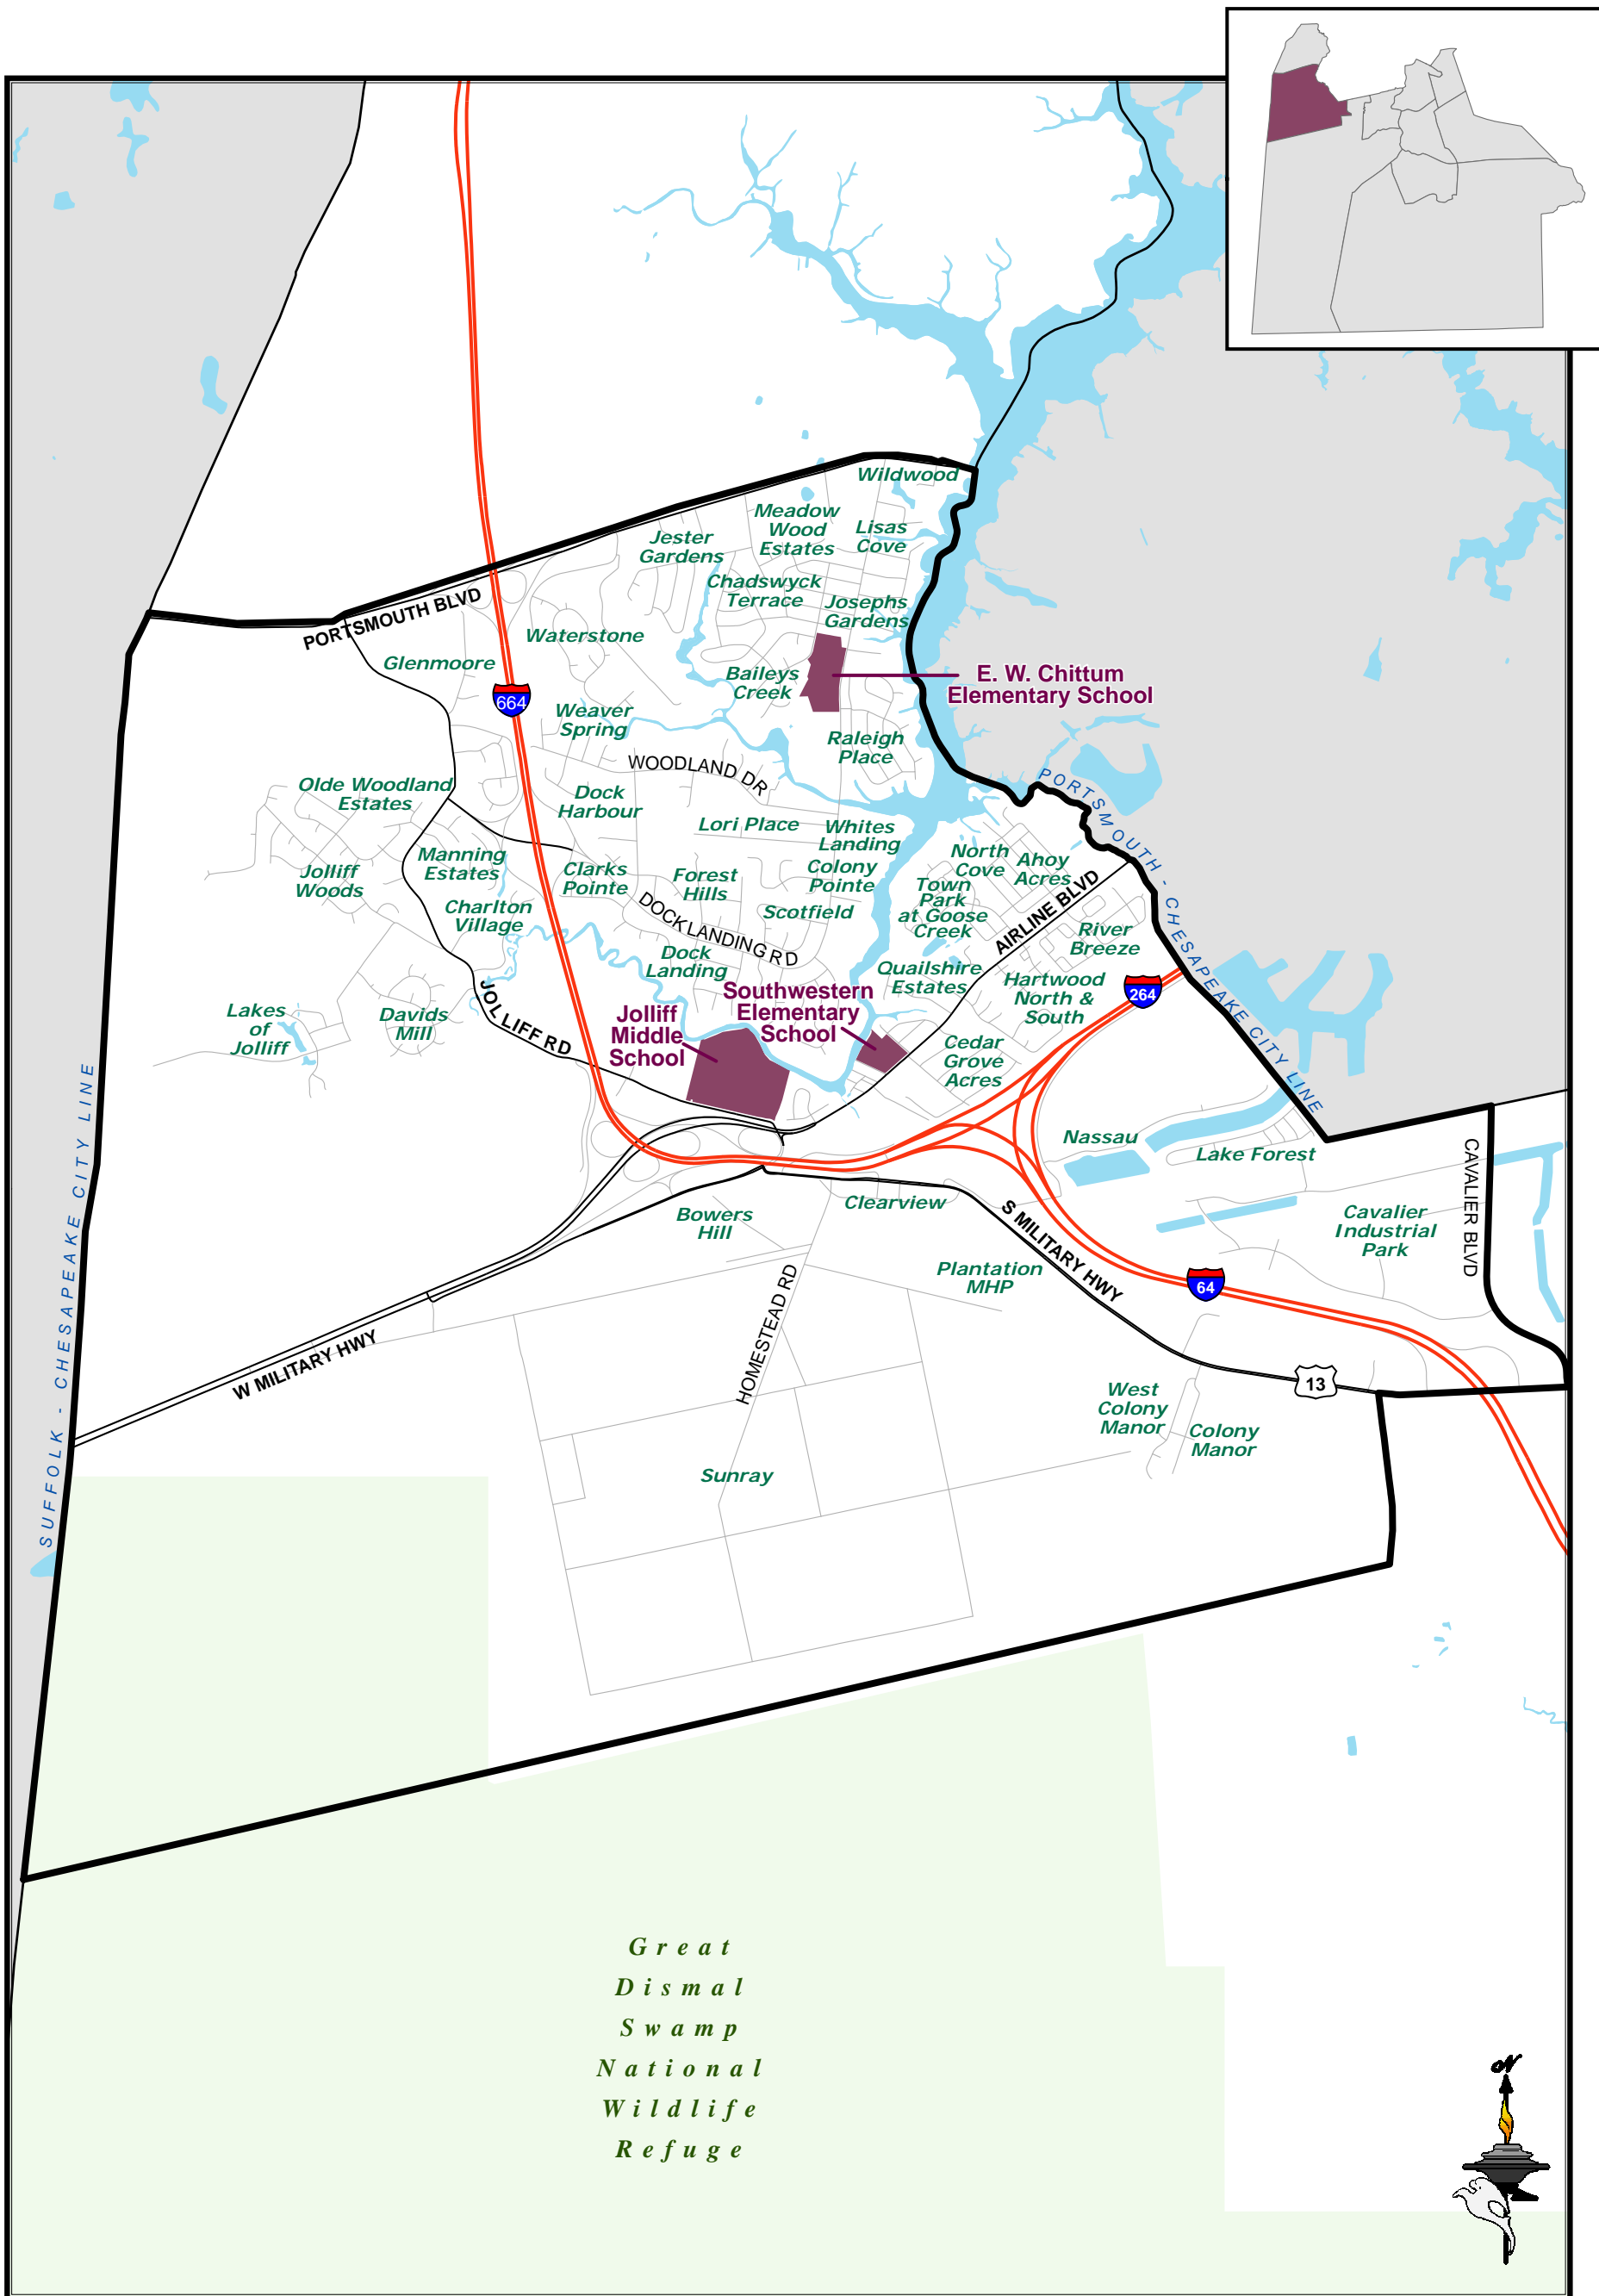 Wildwood
Meadow
Wood
Estates
Lisas
Cove
Jester
Gardens
Chadswyck
Terrace
Josephs
Gardens
PORTSMOUTH BLVD
Waterstone
Glenmoore
Baileys
Creek
E. W. Chittum
Elementary School
664
Weaver
Spring
Raleigh
Place
WOODLAND DR
Olde Woodland
Estates
Dock
Harbour
Lori Place
Whites
Landing
PORTSMOUTH - CHESAPEAKE CITY LINE
Manning
Estates
Jolliff
Woods
Clarks
Pointe
Forest
Hills
Colony
Pointe
North
Cove
Ahoy
Acres
Town
Park
at Goose
Creek
Charlton
Village
Scotfield
DOCK LANDING RD
AIRLINE BLVD
River
Breeze
Dock
Landing
Quailshire
Estates
Hartwood
North &
South
264
Lakes
of
Jolliff
Davids
Mill
JOLLIFF RD
Jolliff
Middle
School
Southwestern
Elementary
School
Cedar
Grove
Acres
SUFFOLK - CHESAPEAKE CITY LINE
Nassau
Lake Forest
CAVALIER BLVD
Clearview
Bowers
Hill
S MILITARY HWY
Cavalier
Industrial
Park
Plantation
MHP
64
HOMESTEAD RD
W MILITARY HWY
13
West
Colony
Manor
Colony
Manor
Sunray
Great
Dismal
Swamp
National
Wildlife
Refuge
N